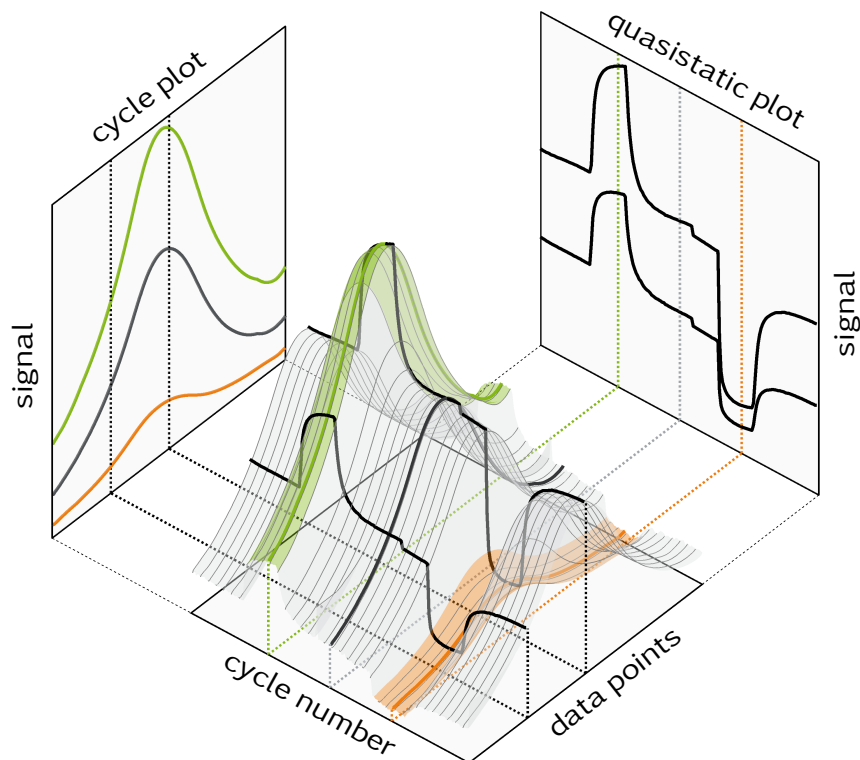 cycle plot
quasistatic plot
signal
signal
cycle number
data points